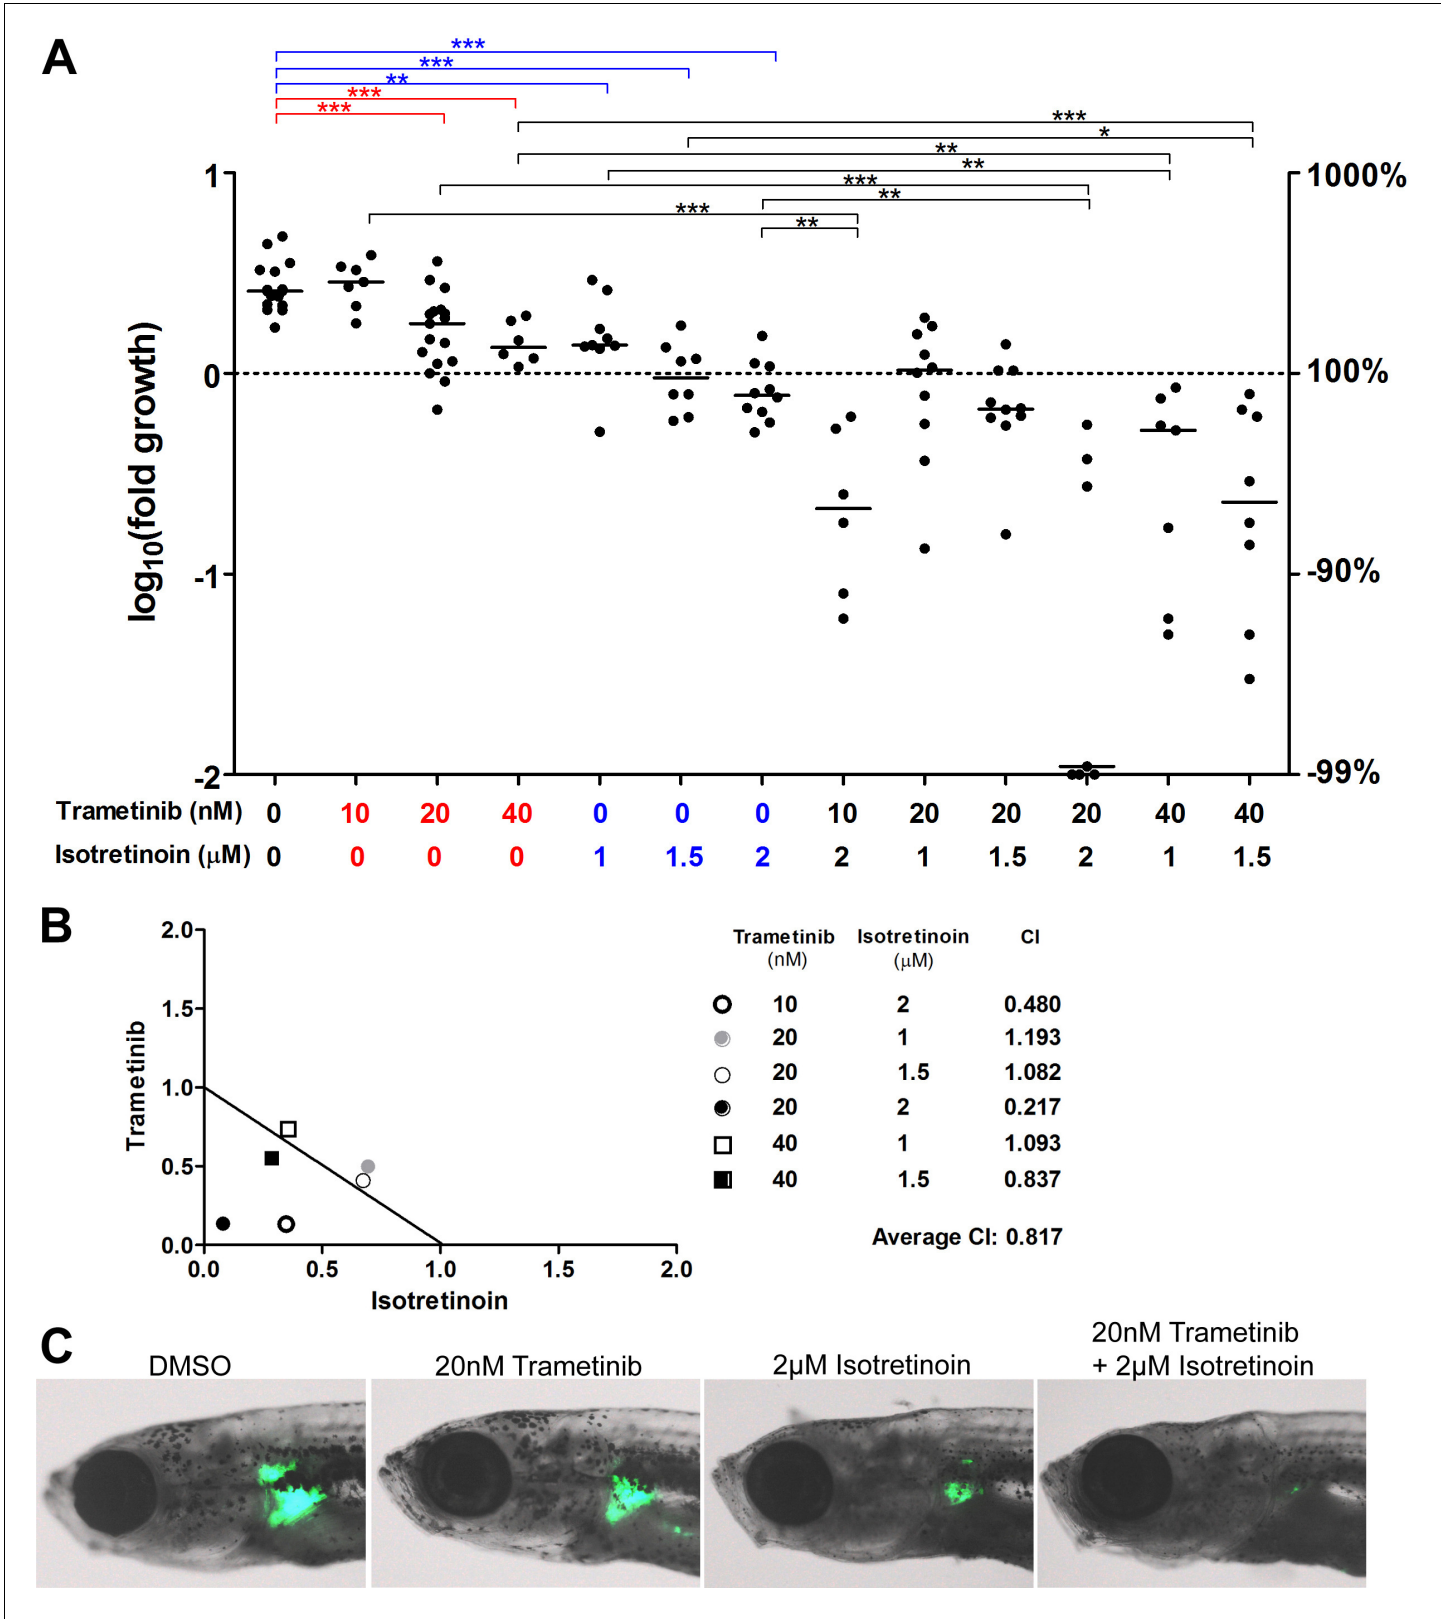 A
***
***
**
***
***
***
*
**
**
***
**
***
**
1
0
-1
-2
log10(fold growth)
1000%
100%
-90%
-99%
Trametinib (nM) 0 10 20 40 0 0 0 10 20 20 20 40 40
Isotretinoin (μM) 0 0 0 0 1 1.5 2 2 1 1.5 2 1 1.5
B
2.0
1.5
1.0
0.5
0.0
Trametinib
0.0 0.5 1.0 1.5 2.0
Isotretinoin
Trametinib Isotretinoin CI
(nM) (μM)
10 2 0.480
20 1 1.193
20 1.5 1.082
20 2 0.217
40 1 1.093
40 1.5 0.837
Average CI: 0.817
C
DMSO
20nM Trametinib
2μM Isotretinoin
20nM Trametinib
+ 2μM Isotretinoin